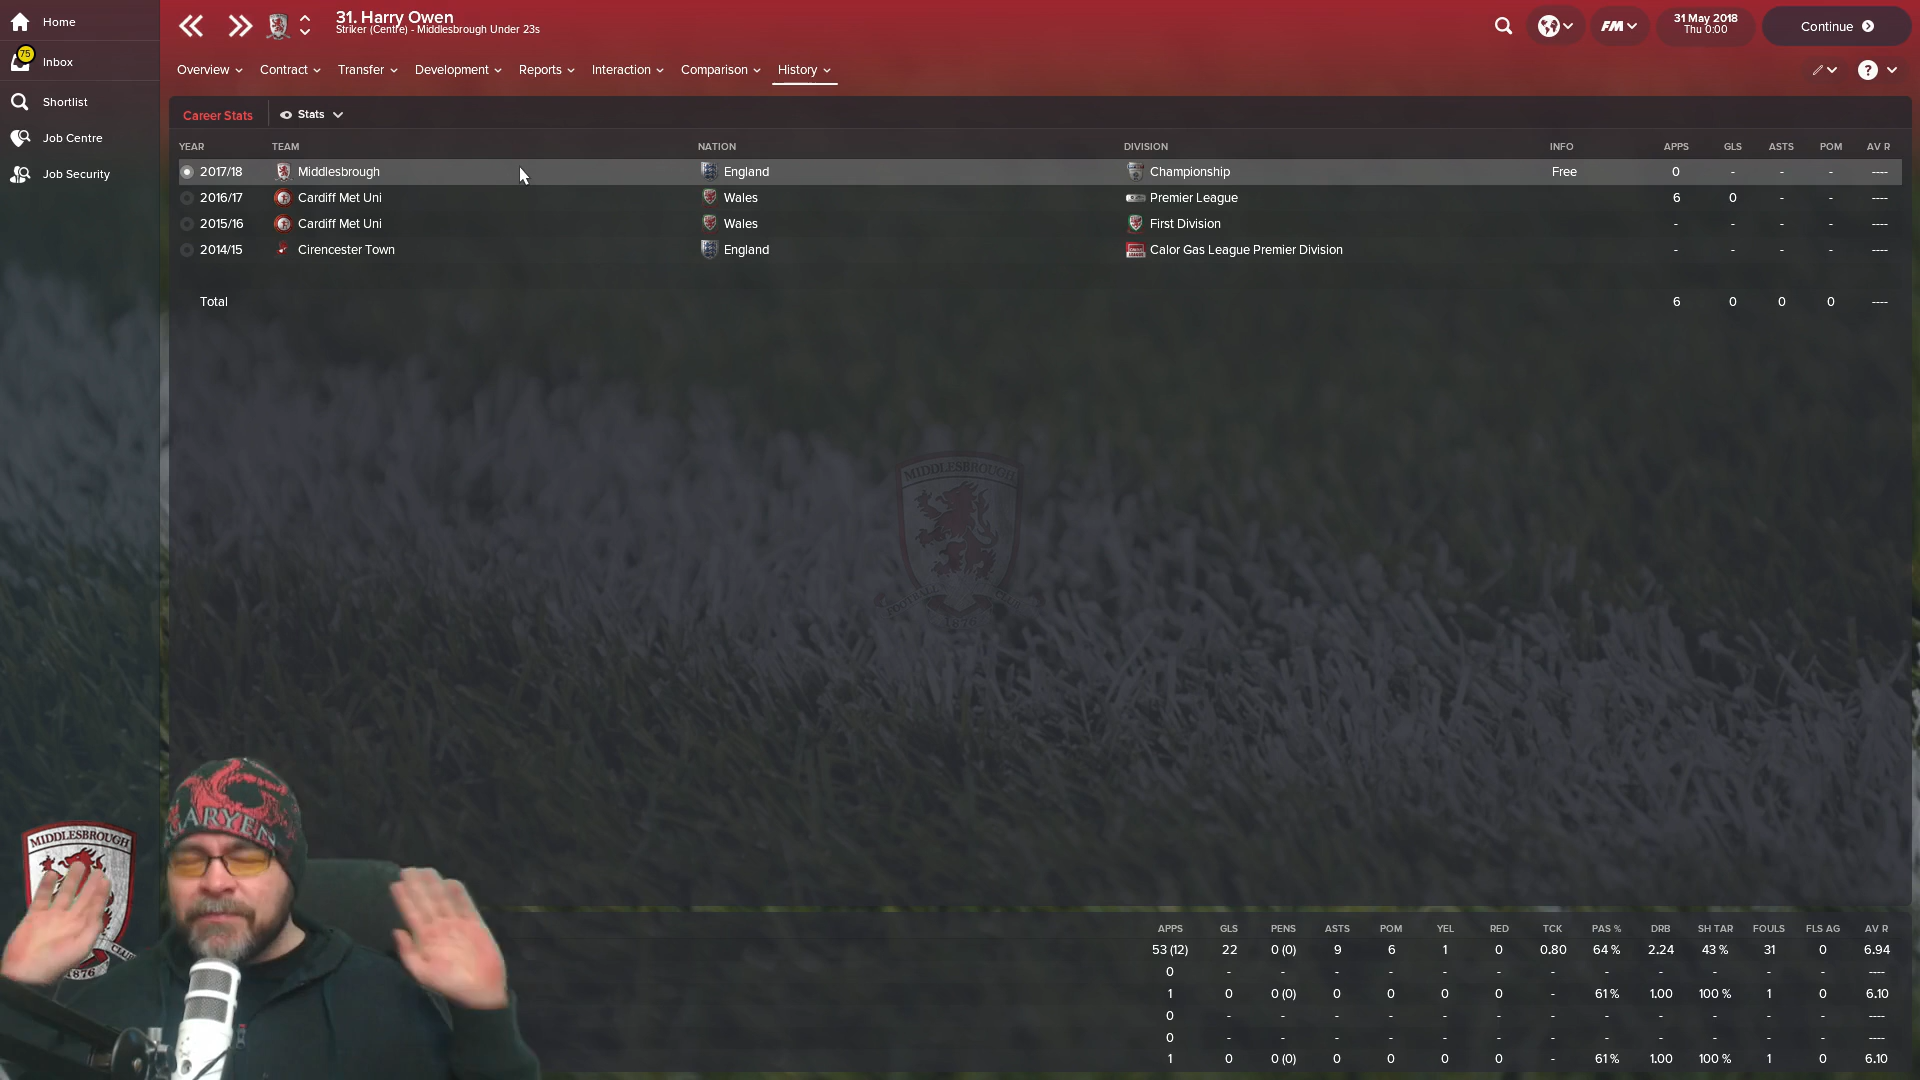 Home
75
Inbox
Shortlist
Job Centre
Job Security
31. Harry Owen
Striker (Centre) - Middlesbrough Under 23s
FM
31 May 2018
Thu 0:00
Continue
Overview
Contract
Transfer
Development
Reports
Interaction
Comparison
History
?
Career Stats
Stats
YEAR TEAM NATION DIVISION INFO APPS GLS ASTS POM AV R
2017/18 Middlesbrough England Championship Free 0 - - - ----
2016/17 Cardiff Met Uni Wales Premier League 6 0 - - ----
2015/16 Cardiff Met Uni Wales First Division - - - - ----
2014/15 Cirencester Town England Calor Gas League Premier Division - - - - ----
Total 6 0 0 0 ----
MIDDLESBROUGH
FOOTBALL
1876
MIDDLESBROUGH
1876
APPS GLS PENS ASTS POM YEL RED TCK PAS % DRB SH TAR FOULS FLS AG AV R
53 (12) 22 0 (0) 9 6 1 0 0.80 64 % 2.24 43 % 31 0 6.94
0 - - - - - - - - - - - - ----
1 0 0 (0) 0 0 0 0 - 61 % 1.00 100 % 1 0 6.10
0 - - - - - - - - - - - - ----
0 - - - - - - - - - - - - ----
1 0 0 (0) 0 0 0 0 - 61 % 1.00 100 % 1 0 6.10